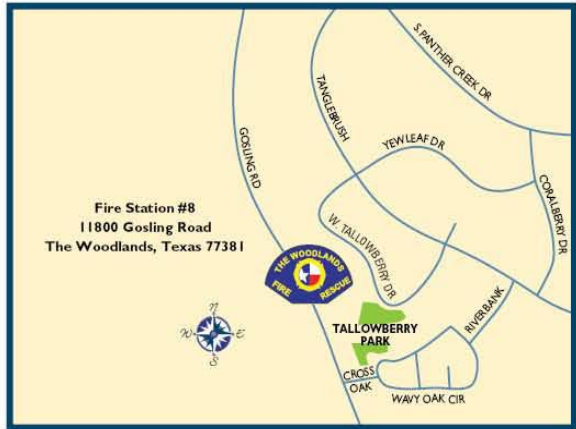 S. PANTHER CREEK DR
TANGLEBRUSH
GOSLING RD
YEWLEAF DR
CORALBERRY DR
Fire Station #8
11800 Gosling Road
The Woodlands, Texas 77381
W. TALLOWBERRY DR
THE WOODLANDS
FIRE RESCUE
N
W E
S
TALLOWBERRY
PARK
RIVERBANK
CROSS
OAK
WAVY OAK CIR